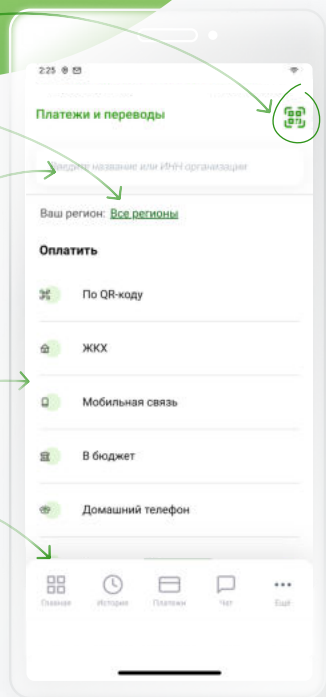 2:25
Платежи и переводы
Введите название или ИНН организации
Ваш регион: Все регионы
Оплатить
По QR-коду
ЖКХ
Мобильная связь
В бюджет
Домашний телефон
Главная
История
Платежи
Чат
Ещё